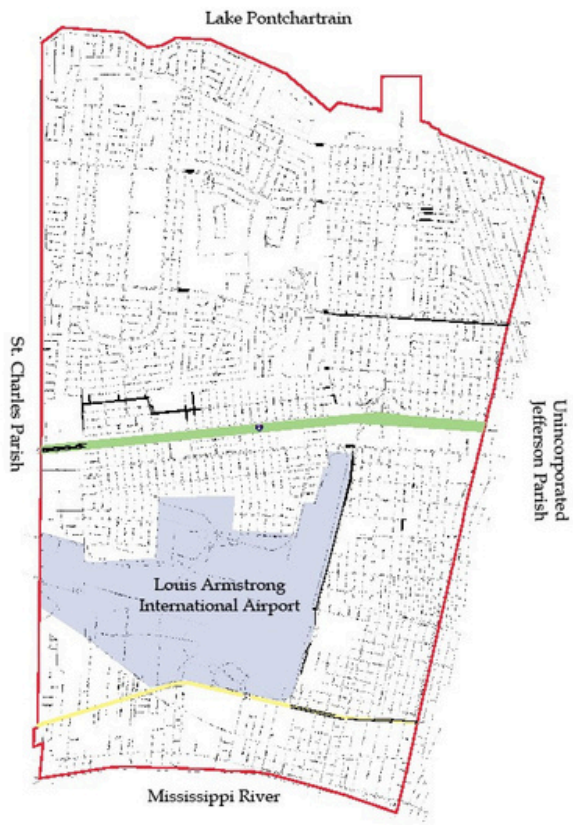 Lake Pontchartrain
St. Charles Parish
Unincorporated
Jefferson Parish
Louis Armstrong
International Airport
Mississippi River